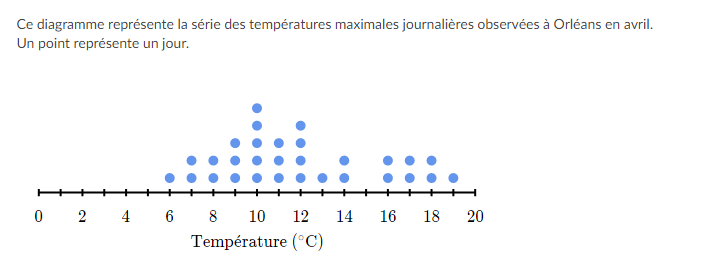 Ce diagramme représente la série des températures maximales journalières observées à Orléans en avril.
Un point représente un jour.
0 2 4 6 8 10 12 14 16 18 20
Température (°C)